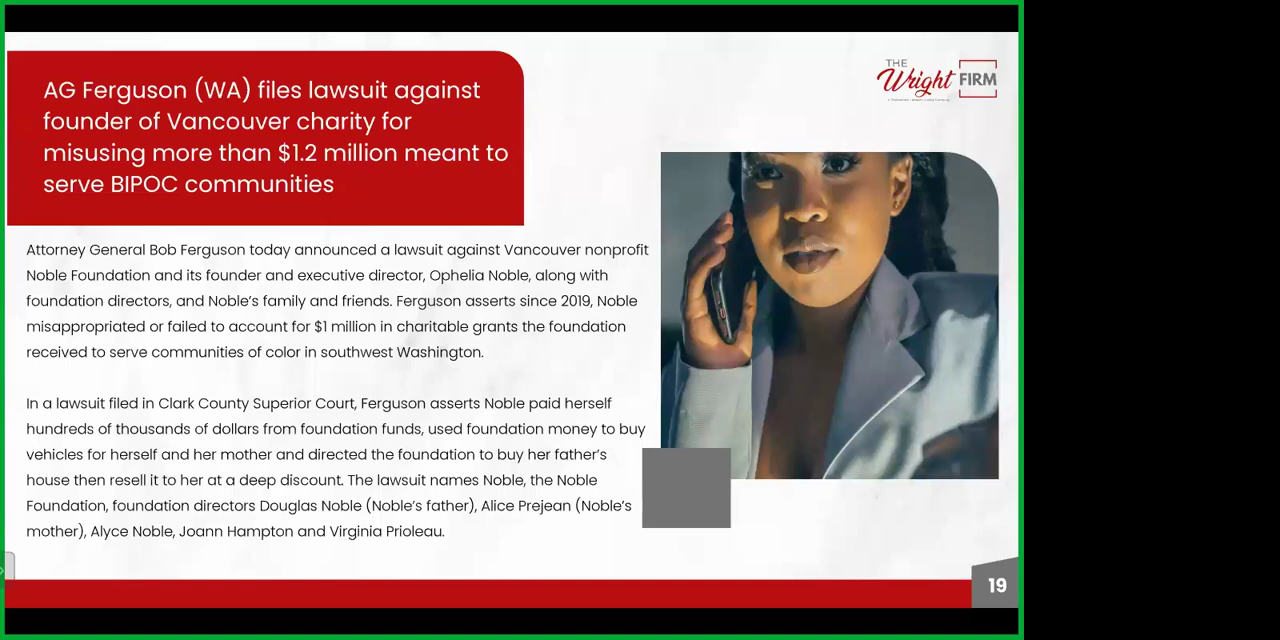 AG Ferguson (WA) files lawsuit against
founder of Vancouver charity for
misusing more than $1.2 million meant to
serve BIPOC communities
THE
Wright FIRM
Attorney General Bob Ferguson today announced a lawsuit against Vancouver nonprofit
Noble Foundation and its founder and executive director, Ophelia Noble, along with
foundation directors, and Noble’s family and friends. Ferguson asserts since 2019, Noble
misappropriated or failed to account for $1 million in charitable grants the foundation
received to serve communities of color in southwest Washington.
In a lawsuit filed in Clark County Superior Court, Ferguson asserts Noble paid herself
hundreds of thousands of dollars from foundation funds, used foundation money to buy
vehicles for herself and her mother and directed the foundation to buy her father’s
house then resell it to her at a deep discount. The lawsuit names Noble, the Noble
Foundation, foundation directors Douglas Noble (Noble’s father), Alice Prejean (Noble’s
mother), Alyce Noble, Joann Hampton and Virginia Prioleau.
19